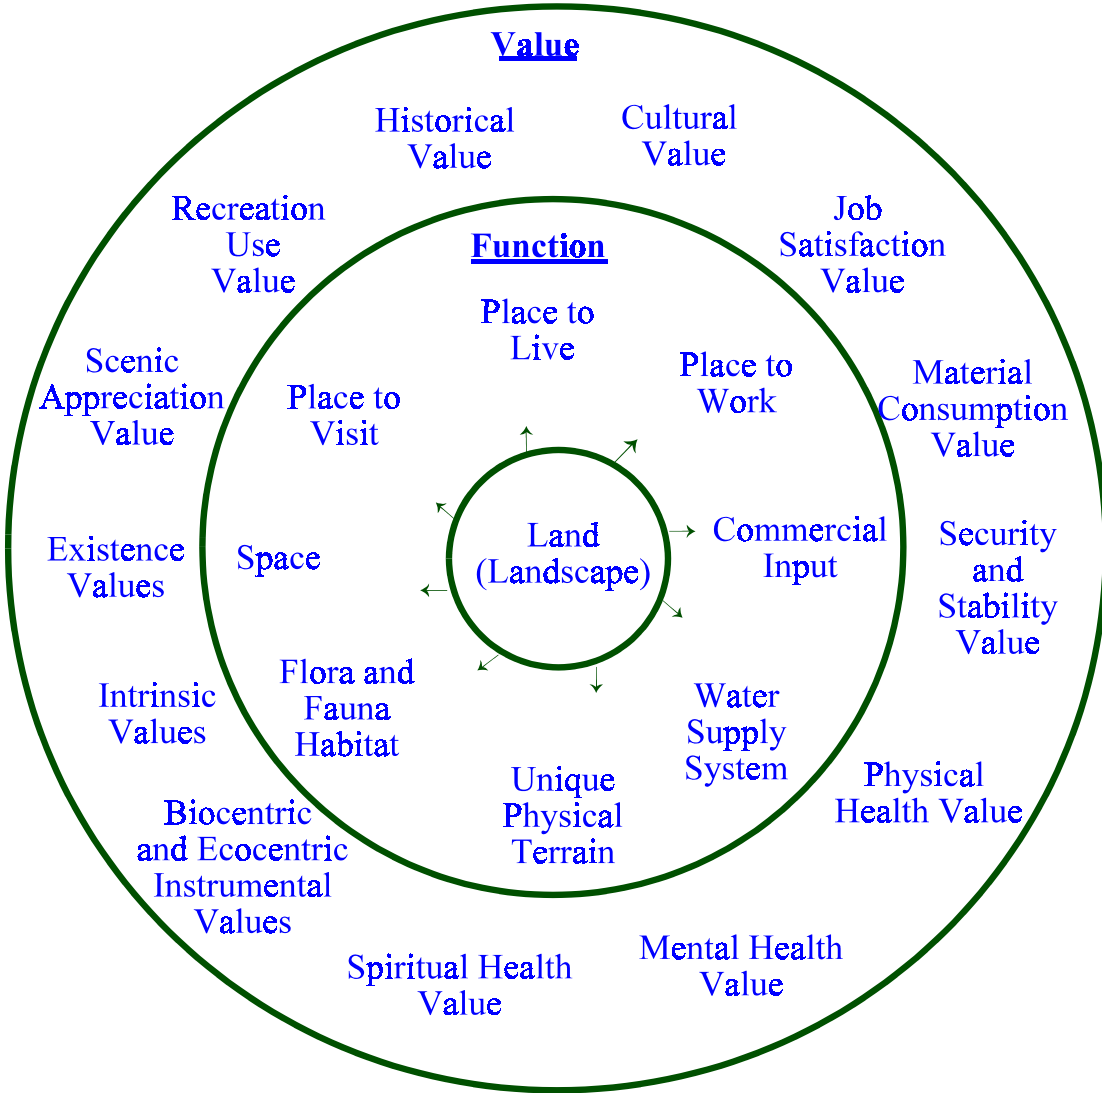 Value
Historical
Value
Cultural
Value
Recreation
Use
Value
Job
Satisfaction
Value
Function
Place to
Live
Scenic
Appreciation
Value
Place to
Visit
Place to
Work
Material
Consumption
Value
Existence
Values
Space
Land
(Landscape)
Commercial
Input
Security
and
Stability
Value
Intrinsic
Values
Flora and
Fauna
Habitat
Water
Supply
System
Unique
Physical
Terrain
Physical
Health Value
Biocentric
and Ecocentric
Instrumental
Values
Spiritual Health
Value
Mental Health
Value